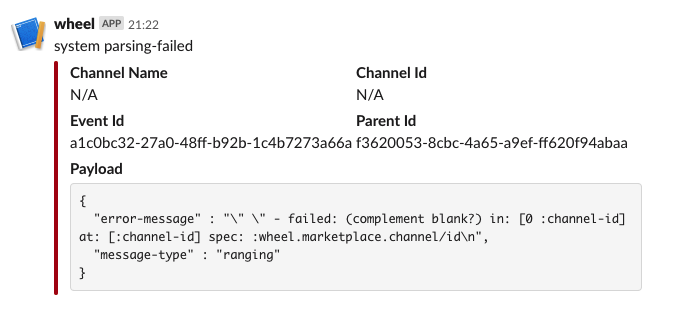 wheel APP 21:22
system parsing-failed
Channel Name Channel Id
N/A N/A
Event Id Parent Id
a1c0bc32-27a0-48ff-b92b-1c4b7273a66a f3620053-8cbc-4a65-a9ef-ff620f94abaa
Payload
{
"error-message" : "\" \" - failed: (complement blank?) in: [0 :channel-id]
at: [:channel-id] spec: :wheel.marketplace.channel/id\n",
"message-type" : "ranging"
}